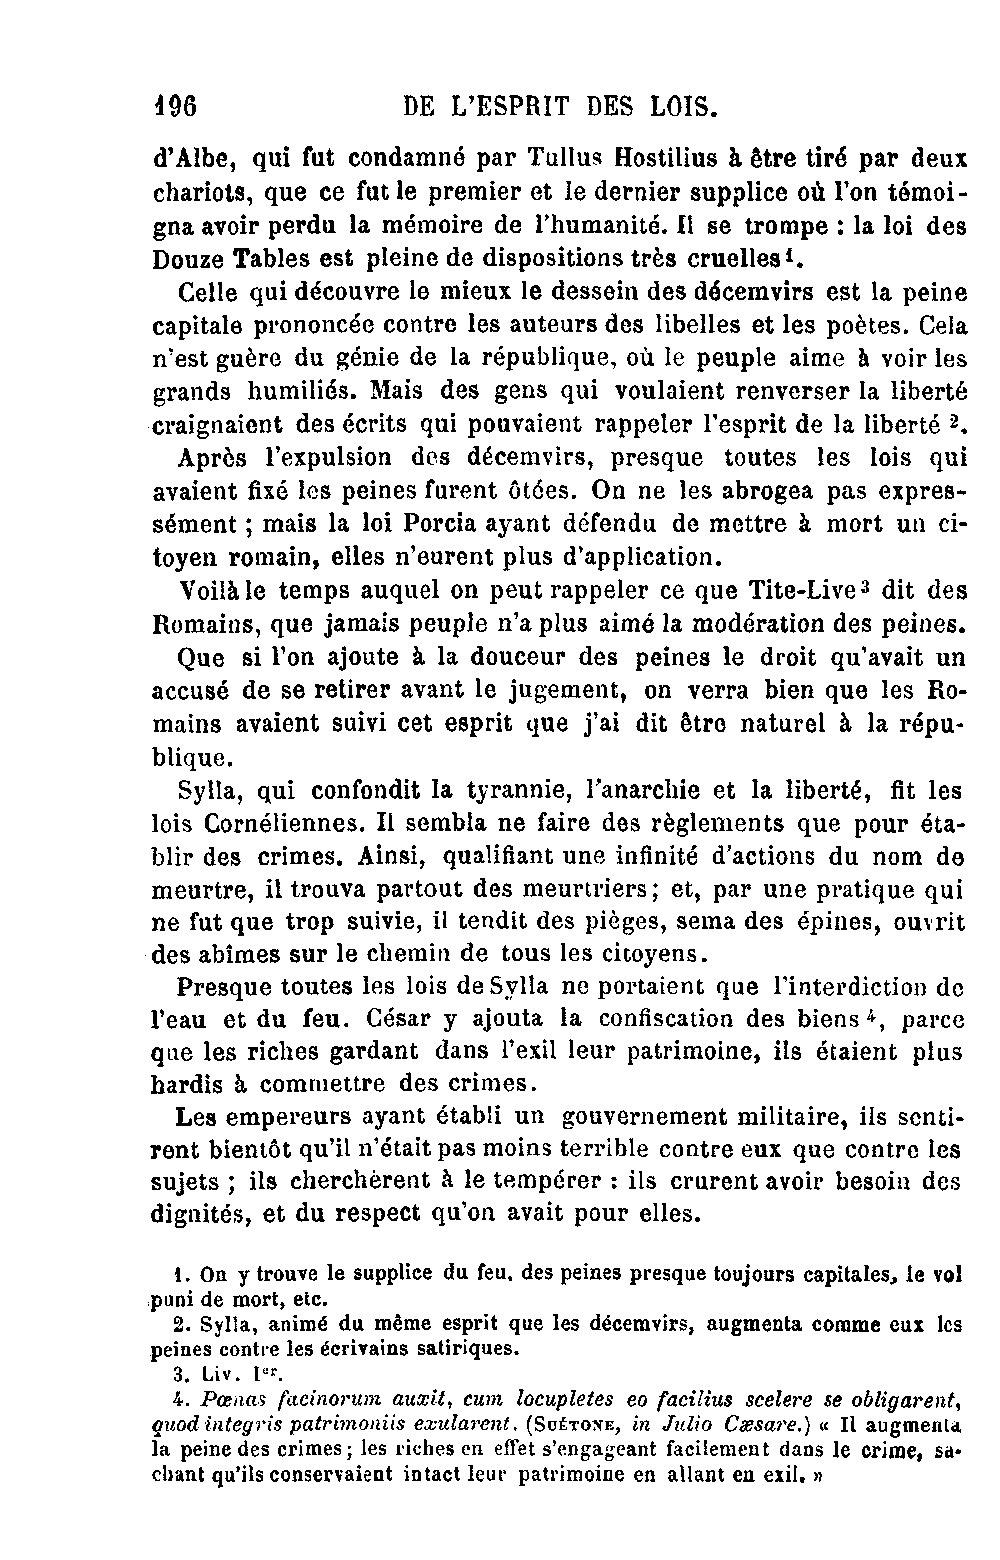 196 DE L'ESPRIT DES LOIS.
d'Albe, qui fut condamné par Tullus Hostilius à être tiré par deux
chariots, que ce fut le premier et le dernier supplice où l'on témoi-
gna avoir perdu la mémoire de l'humanité. Il se trompe : la loi des
Douze Tables est pleine de dispositions très cruelles¹.
Celle qui découvre le mieux le dessein des décemvirs est la peine
capitale prononcée contre les auteurs des libelles et les poètes. Cela
n'est guère du génie de la république, où le peuple aime à voir les
grands humiliés. Mais des gens qui voulaient renverser la liberté
craignaient des écrits qui pouvaient rappeler l'esprit de la liberté ².
Après l'expulsion des décemvirs, presque toutes les lois qui
avaient fixé les peines furent ôtées. On ne les abrogea pas expres-
sément ; mais la loi Porcia ayant défendu de mettre à mort un ci-
toyen romain, elles n'eurent plus d'application.
Voilà le temps auquel on peut rappeler ce que Tite-Live³ dit des
Romains, que jamais peuple n'a plus aimé la modération des peines.
Que si l'on ajoute à la douceur des peines le droit qu'avait un
accusé de se retirer avant le jugement, on verra bien que les Ro-
mains avaient suivi cet esprit que j'ai dit être naturel à la répu-
blique.
Sylla, qui confondit la tyrannie, l'anarchie et la liberté, fit les
lois Cornéliennes. Il sembla ne faire des règlements que pour éta-
blir des crimes. Ainsi, qualifiant une infinité d'actions du nom de
meurtre, il trouva partout des meurtriers; et, par une pratique qui
ne fut que trop suivie, il tendit des pièges, sema des épines, ouvrit
des abîmes sur le chemin de tous les citoyens.
Presque toutes les lois de Sylla ne portaient que l'interdiction de
l'eau et du feu. César y ajouta la confiscation des biens ⁴, parce
que les riches gardant dans l'exil leur patrimoine, ils étaient plus
hardis à commettre des crimes.
Les empereurs ayant établi un gouvernement militaire, ils senti-
rent bientôt qu'il n'était pas moins terrible contre eux que contre les
sujets ; ils cherchèrent à le tempérer : ils crurent avoir besoin des
dignités, et du respect qu'on avait pour elles.
1. On y trouve le supplice du feu, des peines presque toujours capitales, le vol
puni de mort, etc.
2. Sylla, animé du même esprit que les décemvirs, augmenta comme eux les
peines contre les écrivains satiriques.
3. Liv. Iᵉʳ.
4. Pœnas facinorum auxit, cum locupletes eo facilius scelere se obligarent,
quod integris patrimoniis exularent. (SUÉTONE, in Julio Cæsare.) « Il augmenta
la peine des crimes; les riches en effet s'engageant facilement dans le crime, sa-
chant qu'ils conservaient intact leur patrimoine en allant en exil. »